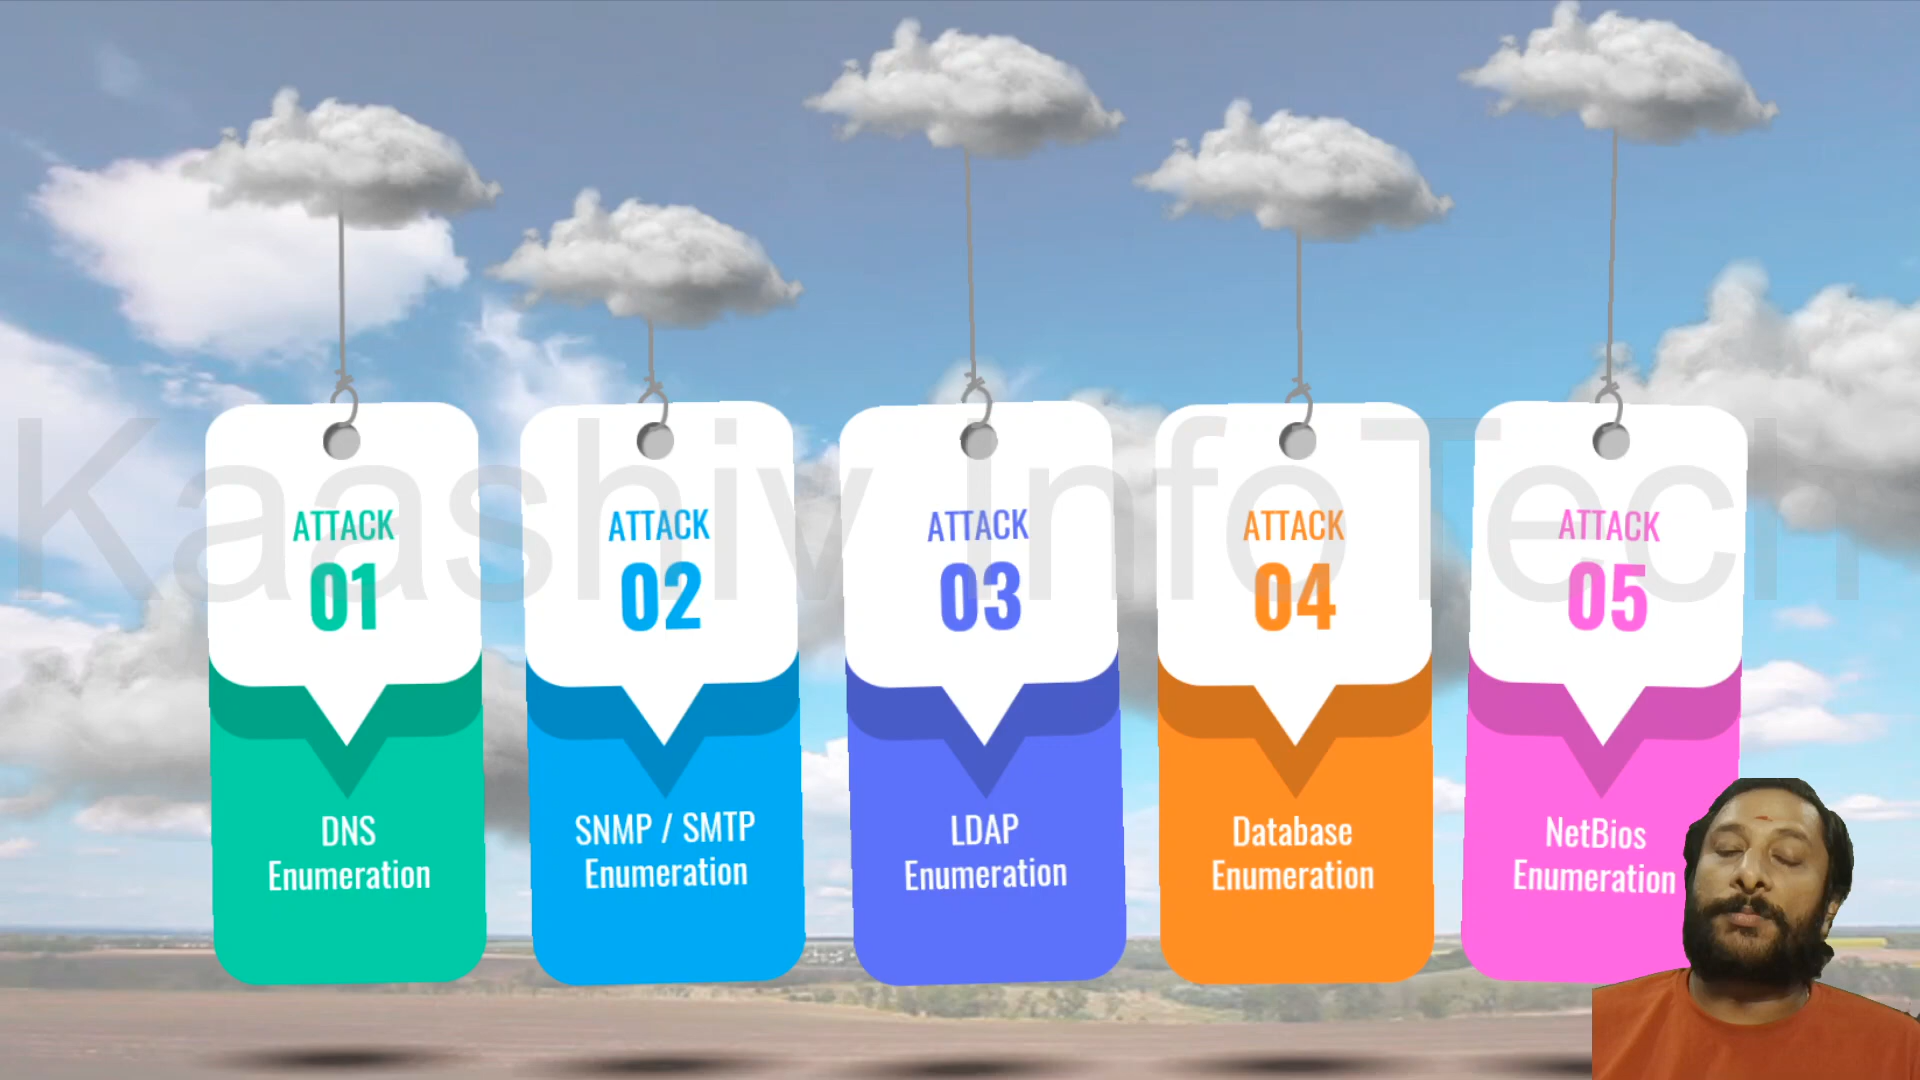 Kaashiv InfoTech
ATTACK
01
DNS
Enumeration
ATTACK
02
SNMP / SMTP
Enumeration
ATTACK
03
LDAP
Enumeration
ATTACK
04
Database
Enumeration
ATTACK
05
NetBios
Enumeration